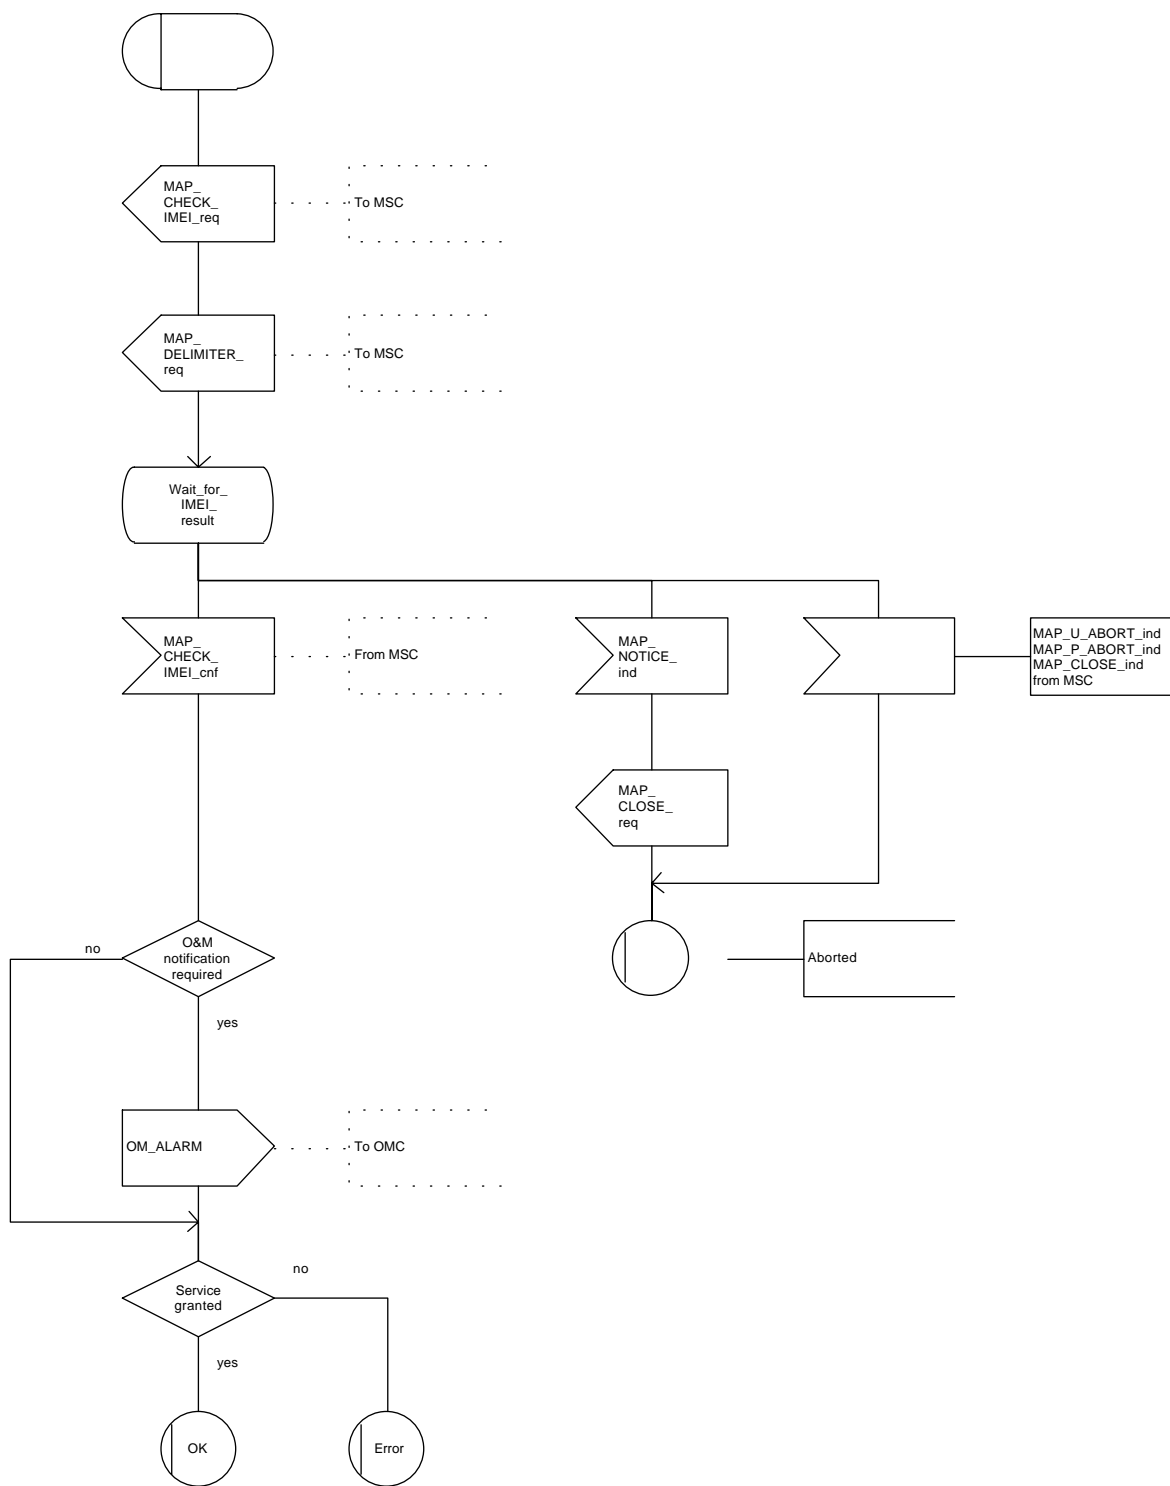 MAP_
CHECK_
IMEI_req
To MSC
MAP_
DELIMITER_
req
To MSC
Wait_for_
IMEI_
result
MAP_
CHECK_
IMEI_cnf
From MSC
MAP_
NOTICE_
ind
MAP_U_ABORT_ind
MAP_P_ABORT_ind
MAP_CLOSE_ind
from MSC
MAP_
CLOSE_
req
no
O&M
notification
required
Aborted
yes
OM_ALARM
To OMC
no
Service
granted
yes
OK
Error